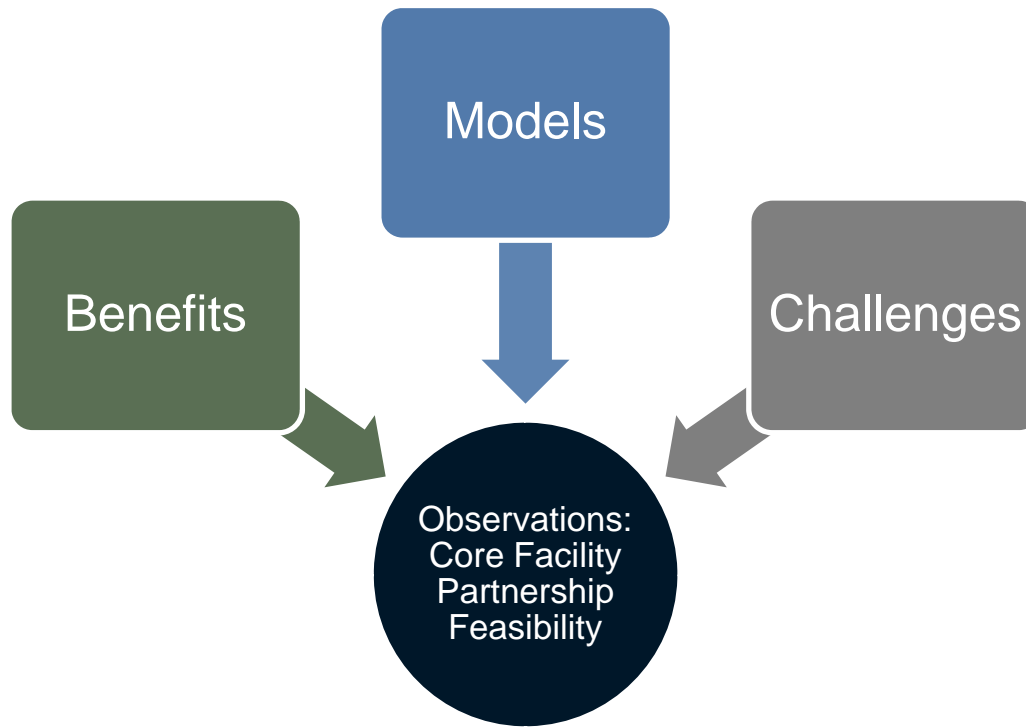 Models
Benefits
Challenges
Observations:
Core Facility
Partnership
Feasibility